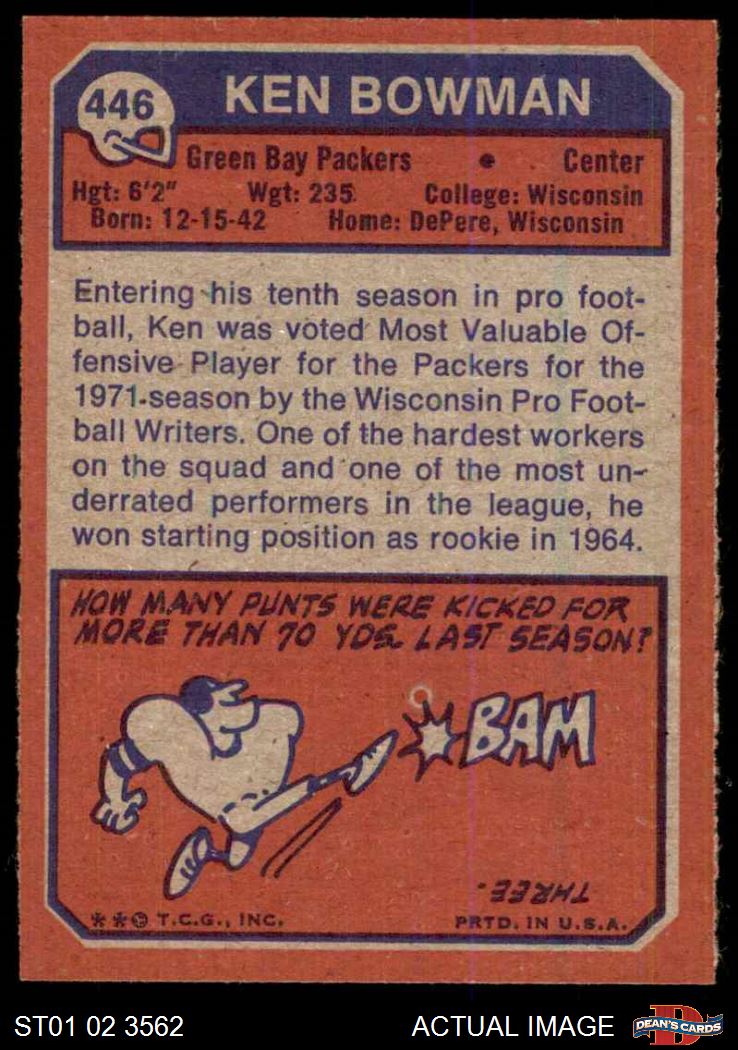 446
KEN BOWMAN
Green Bay Packers • Center
Hgt: 6'2" Wgt: 235 College: Wisconsin
Born: 12-15-42 Home: DePere, Wisconsin
Entering his tenth season in pro foot-
ball, Ken was voted Most Valuable Of-
fensive Player for the Packers for the
1971 season by the Wisconsin Pro Foot-
ball Writers. One of the hardest workers
on the squad and one of the most un-
derrated performers in the league, he
won starting position as rookie in 1964.
HOW MANY PUNTS WERE KICKED FOR
MORE THAN 70 YDS. LAST SEASON?
BAM
THREE.
**© T.C.G., INC. PRTD. IN U.S.A.
ST01 02 3562 ACTUAL IMAGE DEAN'S CARDS